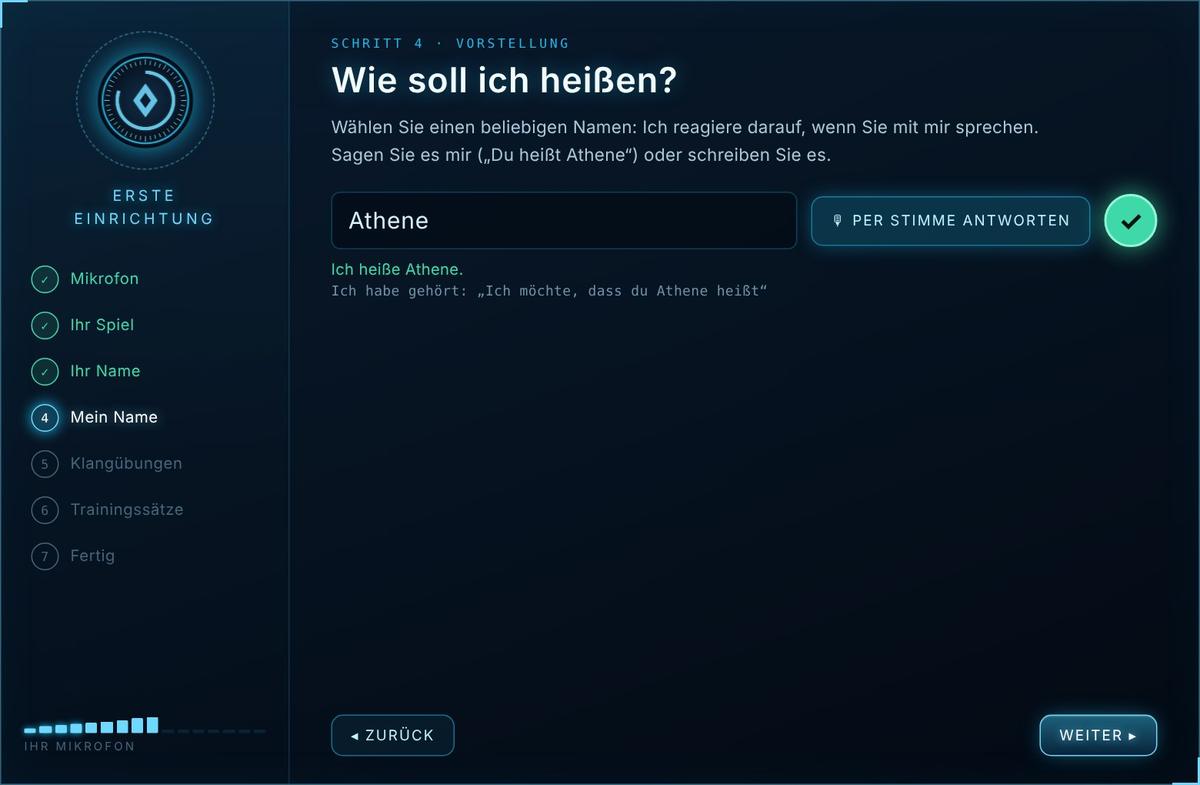 ERSTE
EINRICHTUNG
✓ Mikrofon
✓ Ihr Spiel
✓ Ihr Name
4 Mein Name
5 Klangübungen
6 Trainingssätze
7 Fertig
IHR MIKROFON
SCHRITT 4 · VORSTELLUNG
Wie soll ich heißen?
Wählen Sie einen beliebigen Namen: Ich reagiere darauf, wenn Sie mit mir sprechen.
Sagen Sie es mir („Du heißt Athene“) oder schreiben Sie es.
Athene
PER STIMME ANTWORTEN
Ich heiße Athene.
Ich habe gehört: „Ich möchte, dass du Athene heißt“
◂ ZURÜCK
WEITER ▸